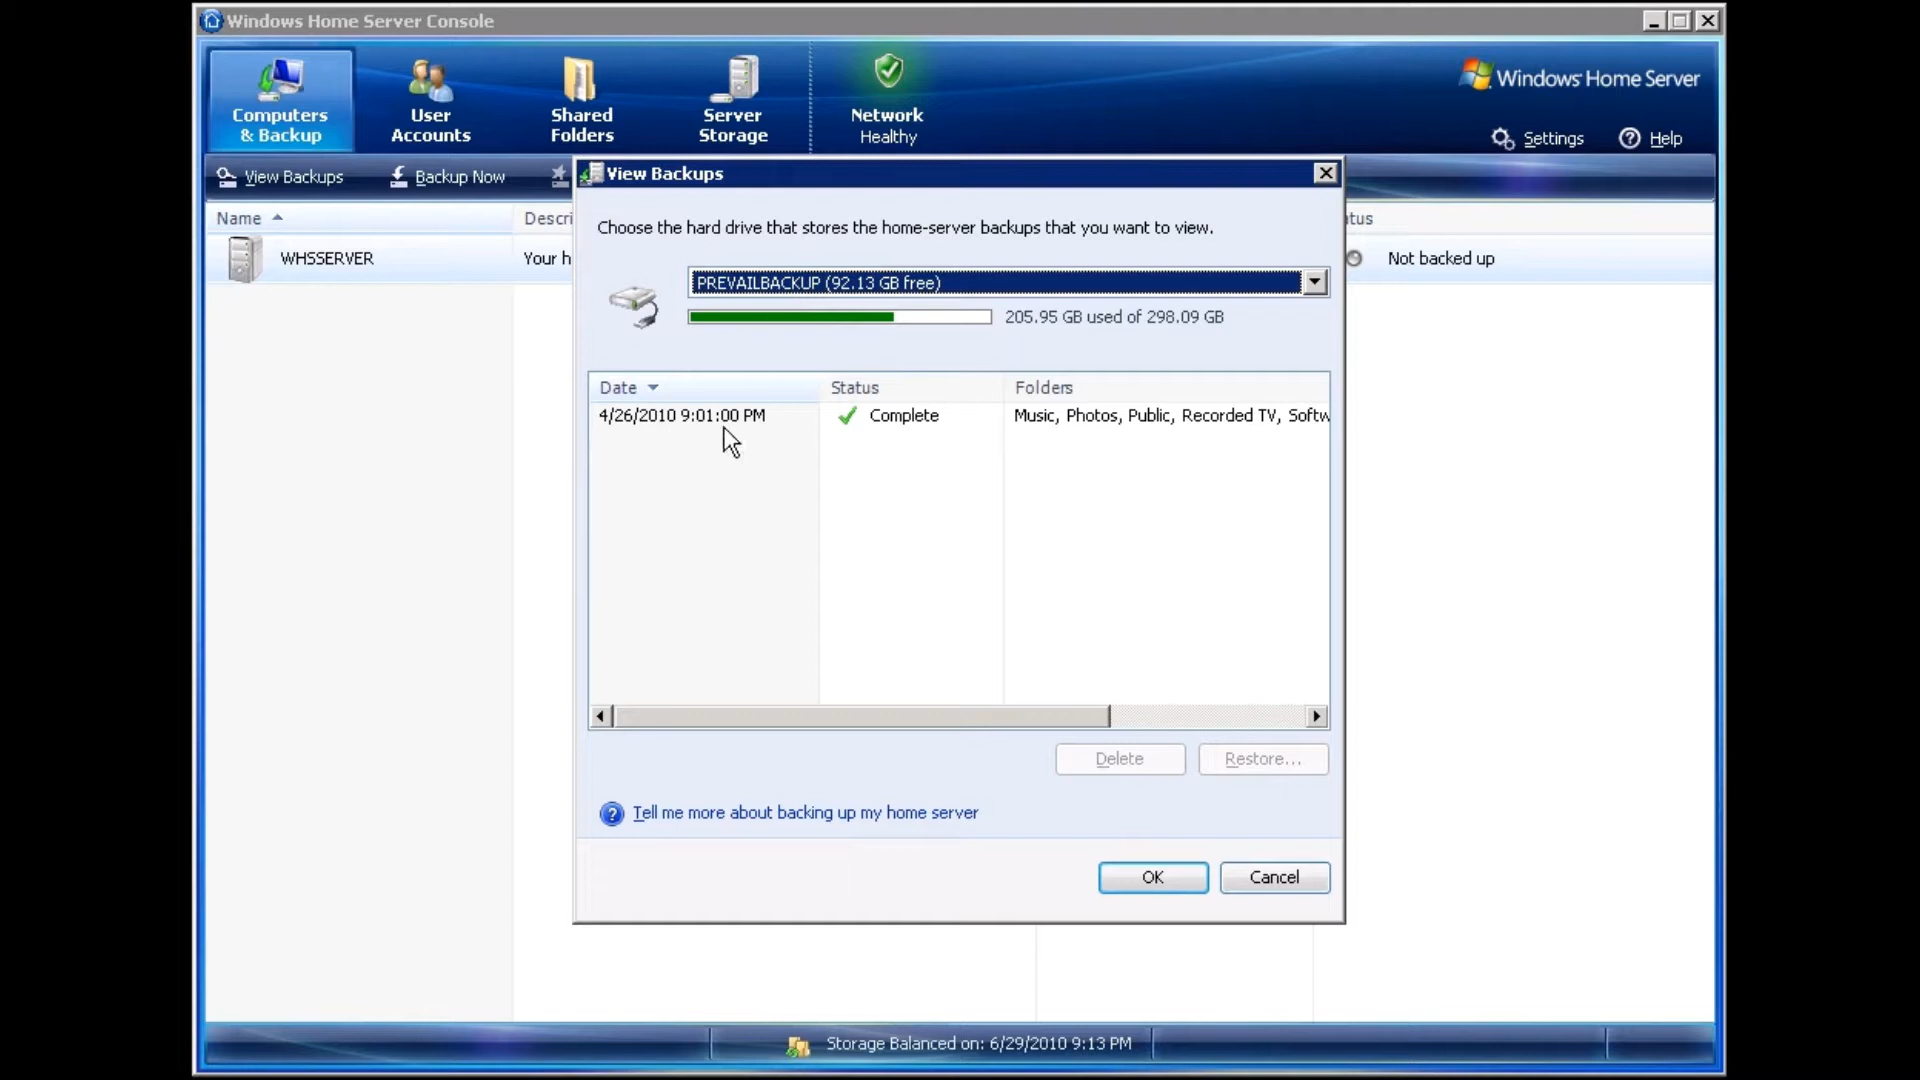 Windows Home Server Console
Computers & Backup
User Accounts
Shared Folders
Server Storage
Network Healthy
Windows Home Server
Settings
Help
View Backups
Backup Now
View Backups
Name
Descri
tus
WHSSERVER
Your h
Not backed up
Choose the hard drive that stores the home-server backups that you want to view.
PREVAILBACKUP (92.13 GB free)
205.95 GB used of 298.09 GB
Date Status Folders
4/26/2010 9:01:00 PM Complete Music, Photos, Public, Recorded TV, Softw
Delete
Restore...
Tell me more about backing up my home server
OK
Cancel
Storage Balanced on: 6/29/2010 9:13 PM